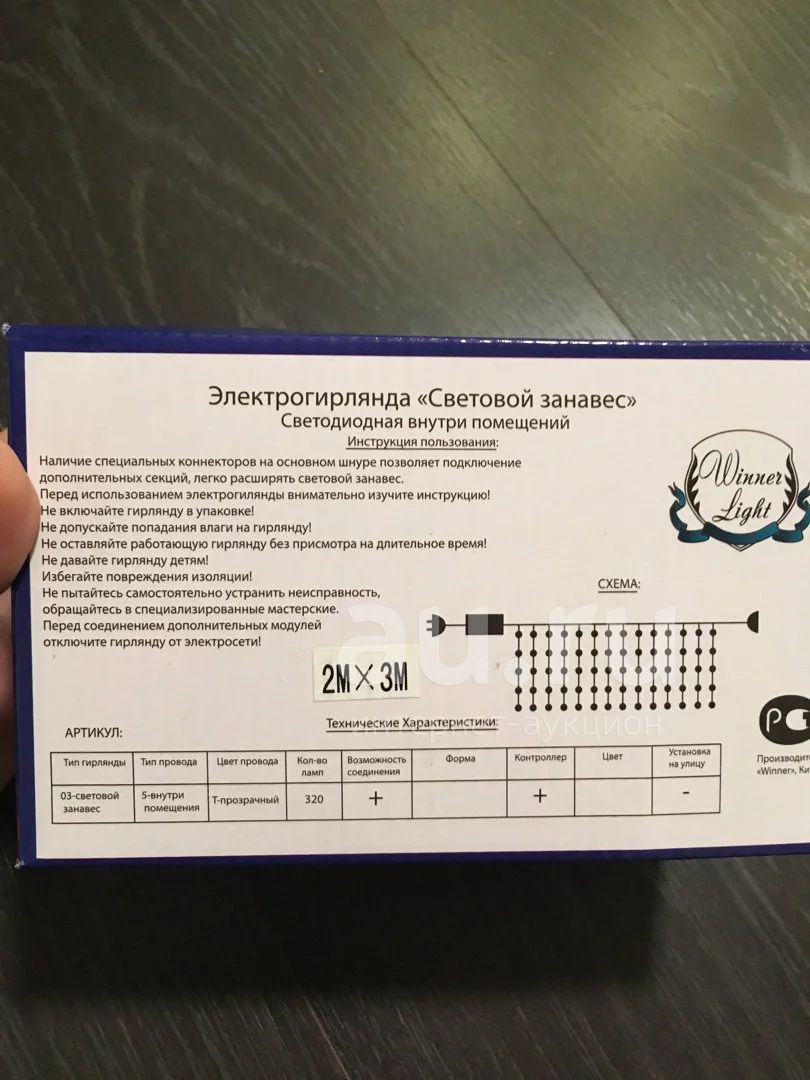 Электрогирлянда «Световой занавес»
Светодиодная внутри помещений
Инструкция пользования:
Наличие специальных коннекторов на основном шнуре позволяет подключение
дополнительных секций, легко расширять световой занавес.
Перед использованием электрогилянды внимательно изучите инструкцию!
Не включайте гирлянду в упаковке!
Не допускайте попадания влаги на гирлянду!
Не оставляйте работающую гирлянду без присмотра на длительное время!
Не давайте гирлянду детям!
Избегайте повреждения изоляции!
Не пытайтесь самостоятельно устранить неисправность,
обращайтесь в специализированные мастерские.
Перед соединением дополнительных модулей
отключите гирлянду от электросети!
Winner
Light
СХЕМА:
au.ru
интернет-аукцион
2M X 3M
Технические Характеристики:
АРТИКУЛ:
Тип гирлянды Тип провода Цвет провода Кол-во ламп Возможность соединения Форма Контроллер Цвет Установка на улицу
03-световой занавес 5-внутри помещения Т-прозрачный 320 + + -
«Winner», Ки